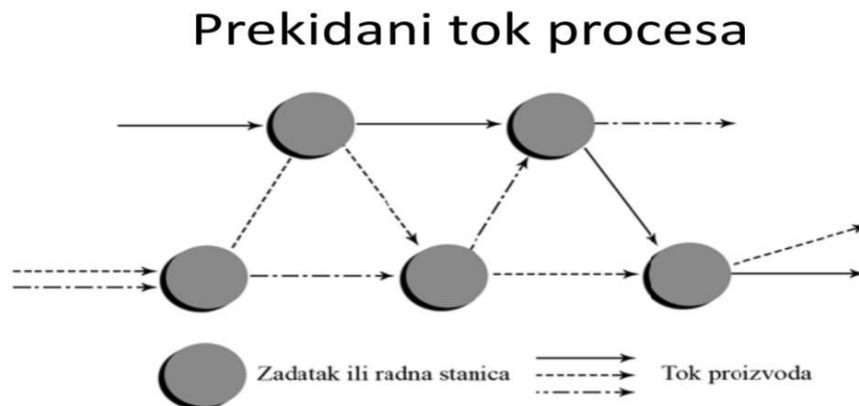 Prekidani tok procesa
Zadatak ili radna stanica
Tok proizvoda